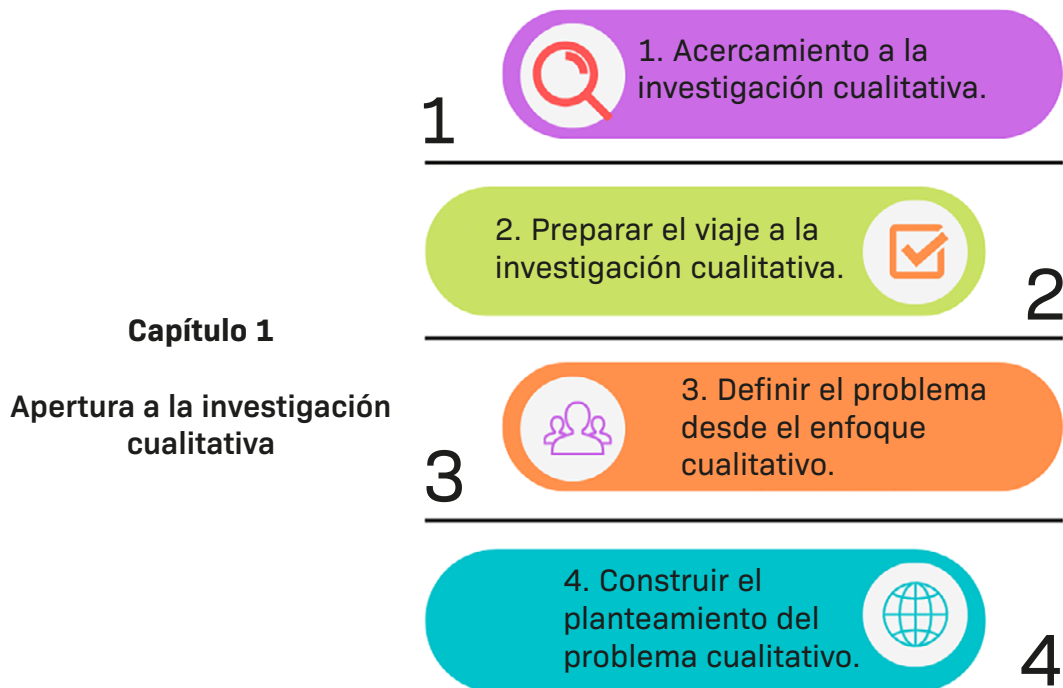 Capítulo 1
Apertura a la investigación
cualitativa
1
1. Acercamiento a la
investigación cualitativa.
2. Preparar el viaje a la
investigación cualitativa.
2
3
3. Definir el problema
desde el enfoque
cualitativo.
4. Construir el
planteamiento del
problema cualitativo.
4